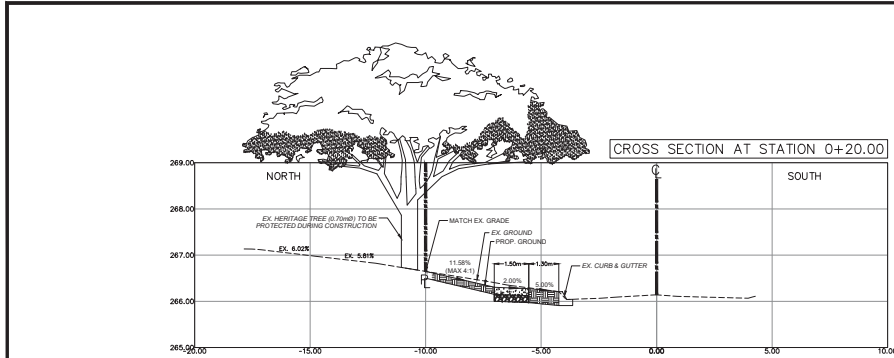 CROSS SECTION AT STATION 0+20.00
269.00
NORTH
SOUTH
268.00
EX. HERITAGE TREE (0.70mØ) TO BE
PROTECTED DURING CONSTRUCTION
MATCH EX. GRADE
EX. GROUND
PROP. GROUND
267.00
EX. 6.02%
EX. 5.81%
11.58%
(MAX 4:1)
1.50m
1.30m
2.00%
5.00%
EX. CURB & GUTTER
266.00
265.00
-20.00
-15.00
-10.00
-5.00
0.00
5.00
10.00